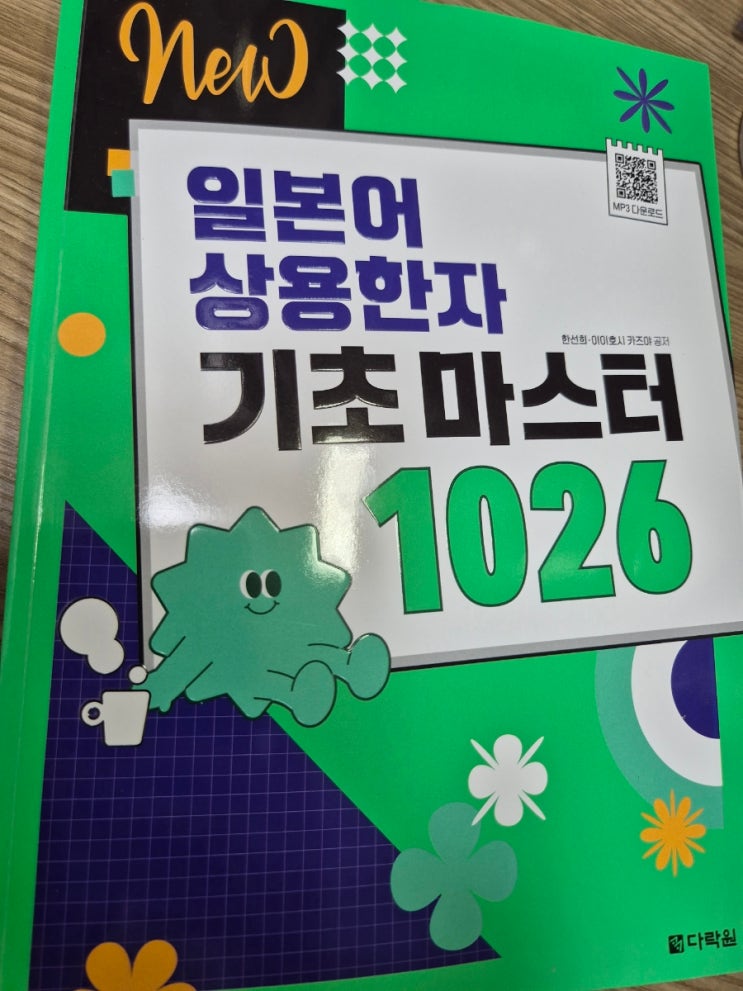 New
MP3 다운로드
일본어
상용한자
한선희·이이호시 카즈야 공저
기초 마스터
1026
다락원